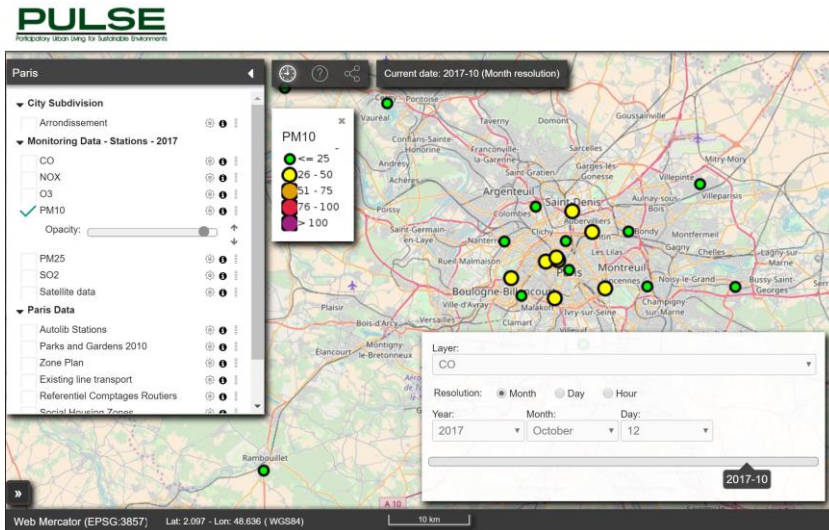 PULSE
Participatory Urban Living for Sustainable Environments
Paris
Current date: 2017-10 (Month resolution)
City Subdivision
Arrondissement
Monitoring Data - Stations - 2017
CO
NOX
O3
PM10
Opacity:
PM25
SO2
Satellite data
Paris Data
Autolib Stations
Parks and Gardens 2010
Zone Plan
Existing line transport
Referentiel Comptages Routiers
Social Housing Zones
PM10
<= 25
26 - 50
51 - 75
76 - 100
> 100
Pontoise
Vauréal
Taverny
Domont
Goussainville
Conflans-Sainte-
Honorine
Franconville-
la-Garenne
Sarcelles
Andrésy
Saint-Gratien
Garges-lès-
Gonesse
Villepinte
Mitry-Mory
Achères
Argenteuil
Villeparisis
Poissy
Saint-Denis
Aulnay-sous-
Bois
Colombes
Aubervilliers
Saint-Germain-
en-Laye
Clichy
Bondy
Montfermeil
Nanterre
Gagny
Chelles
Lagny-sur-
Marne
Rueil Malmaison
Les Lilas
Montreuil
Paris
Vincennes
Noisy-le-Grand
Bussy-Saint-
Georges
Boulogne-Billancourt
Plaisir
Ville-d'Avray
Malakoff
Ivry-sur-Seine
Champigny-
sur-Marne
Bois-d'Arcy
Versailles
Clamart
Villejuif
Élancourt
Montigny-
le-Bretonneux
Rambouillet
A 10
Layer:
CO
Resolution:
Month
Day
Hour
Year:
Month:
Day:
2017
October
12
2017-10
Web Mercator (EPSG:3857)
Lat: 2.097 - Lon: 48.636 ( WGS84)
10 km